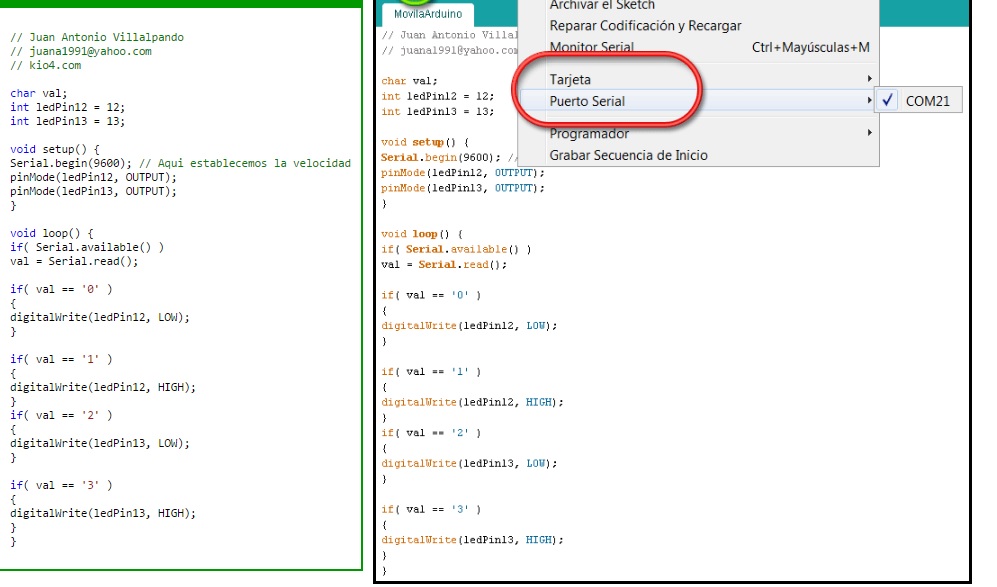 // Juan Antonio Villalpando
// juana1991@yahoo.com
// kio4.com
char val;
int ledPin12 = 12;
int ledPin13 = 13;
void setup() {
Serial.begin(9600); // Aqui establecemos la velocidad
pinMode(ledPin12, OUTPUT);
pinMode(ledPin13, OUTPUT);
}
void loop() {
if( Serial.available() )
val = Serial.read();
if( val == '0' )
{
digitalWrite(ledPin12, LOW);
}
if( val == '1' )
{
digitalWrite(ledPin12, HIGH);
}
if( val == '2' )
{
digitalWrite(ledPin13, LOW);
}
if( val == '3' )
{
digitalWrite(ledPin13, HIGH);
}
}
MovilaArduino
// Juan Antonio
// juana1991@yahoo.com
char val;
int ledPin12 = 12;
int ledPin13 = 13;
void setup() {
Serial.begin(9600); //
pinMode(ledPin12, OUTPUT);
pinMode(ledPin13, OUTPUT);
}
void loop() {
if( Serial.available() )
val = Serial.read();
if( val == '0' )
{
digitalWrite(ledPin12, LOW);
}
if( val == '1' )
{
digitalWrite(ledPin12, HIGH);
}
if( val == '2' )
{
digitalWrite(ledPin13, LOW);
}
if( val == '3' )
{
digitalWrite(ledPin13, HIGH);
}
}
Archivar el Sketch
Reparar Codificación y Recargar
Monitor Serial Ctrl+Mayúsculas+M
Tarjeta
Puerto Serial
COM21
Programador
Grabar Secuencia de Inicio